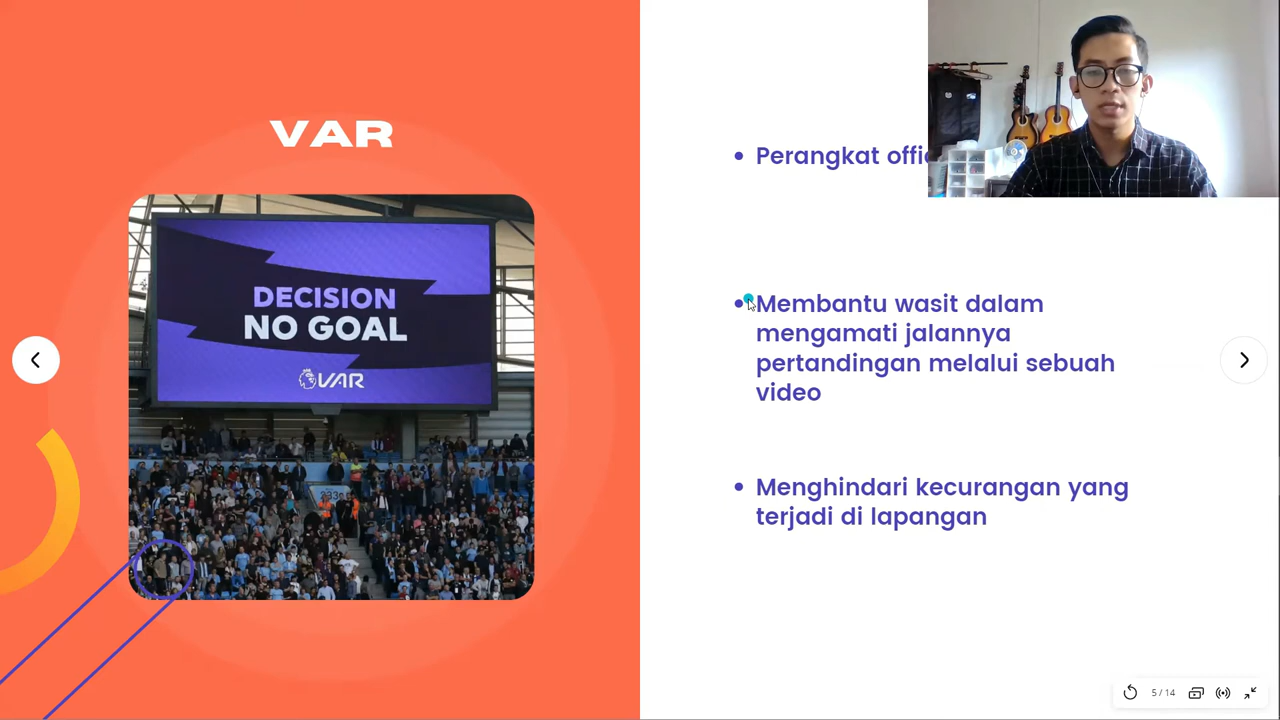 VAR
DECISION
NO GOAL
VAR
• Perangkat
• Membantu wasit dalam
mengamati jalannya
pertandingan melalui sebuah
video
• Menghindari kecurangan yang
terjadi di lapangan
5 / 14